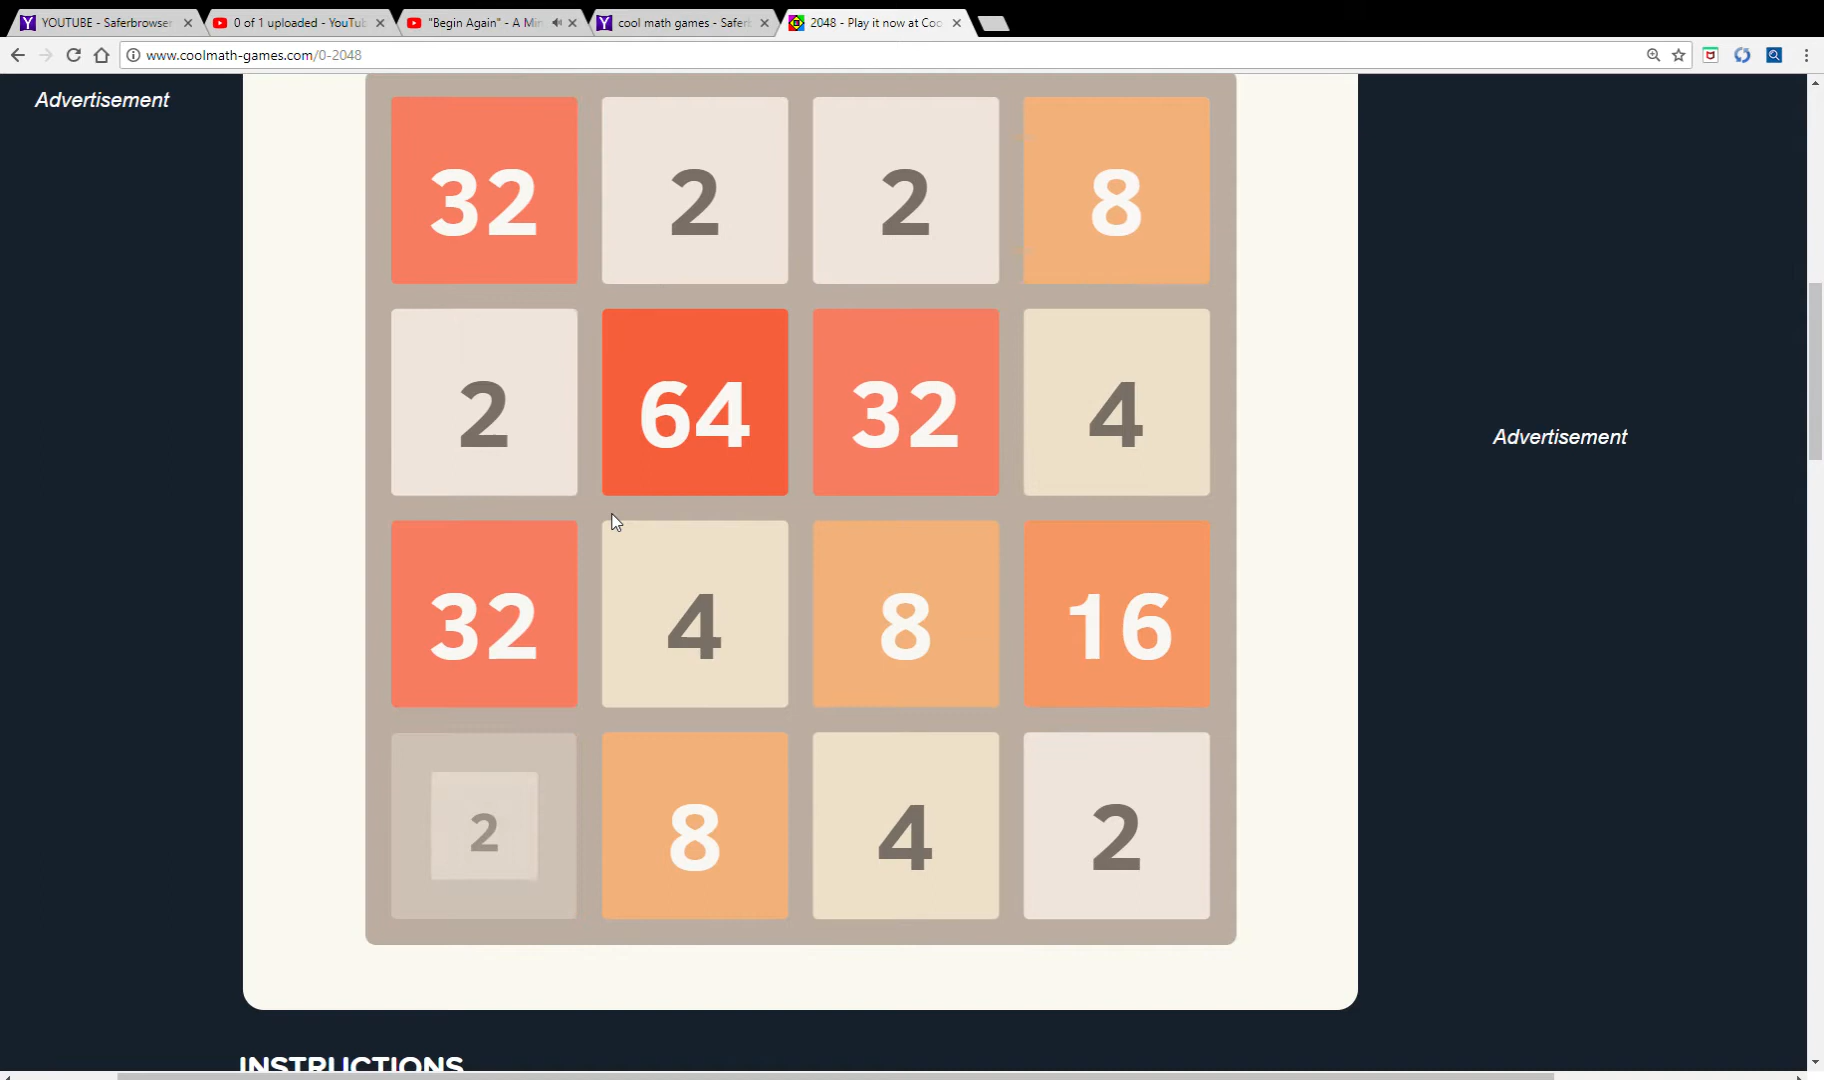 YOUTUBE - Saferbrowser
0 of 1 uploaded - YouTu
"Begin Again" - A Min
cool math games - Safer
2048 - Play it now at Coo
www.coolmath-games.com/0-2048
Advertisement
32 2 2 8
2 64 32 4
Advertisement
32 4 8 16
2 8 4 2
INSTRUCTIONS